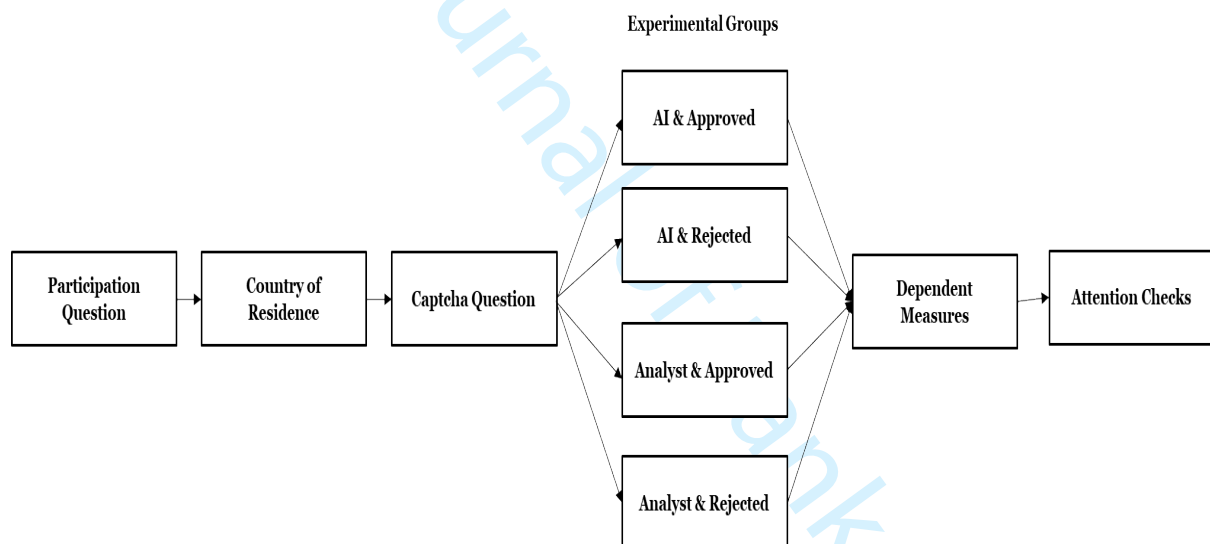 Experimental Groups
AI & Approved
AI & Rejected
Participation
Question
Country of
Residence
Captcha Question
Dependent
Measures
Attention Checks
Analyst & Approved
Analyst & Rejected